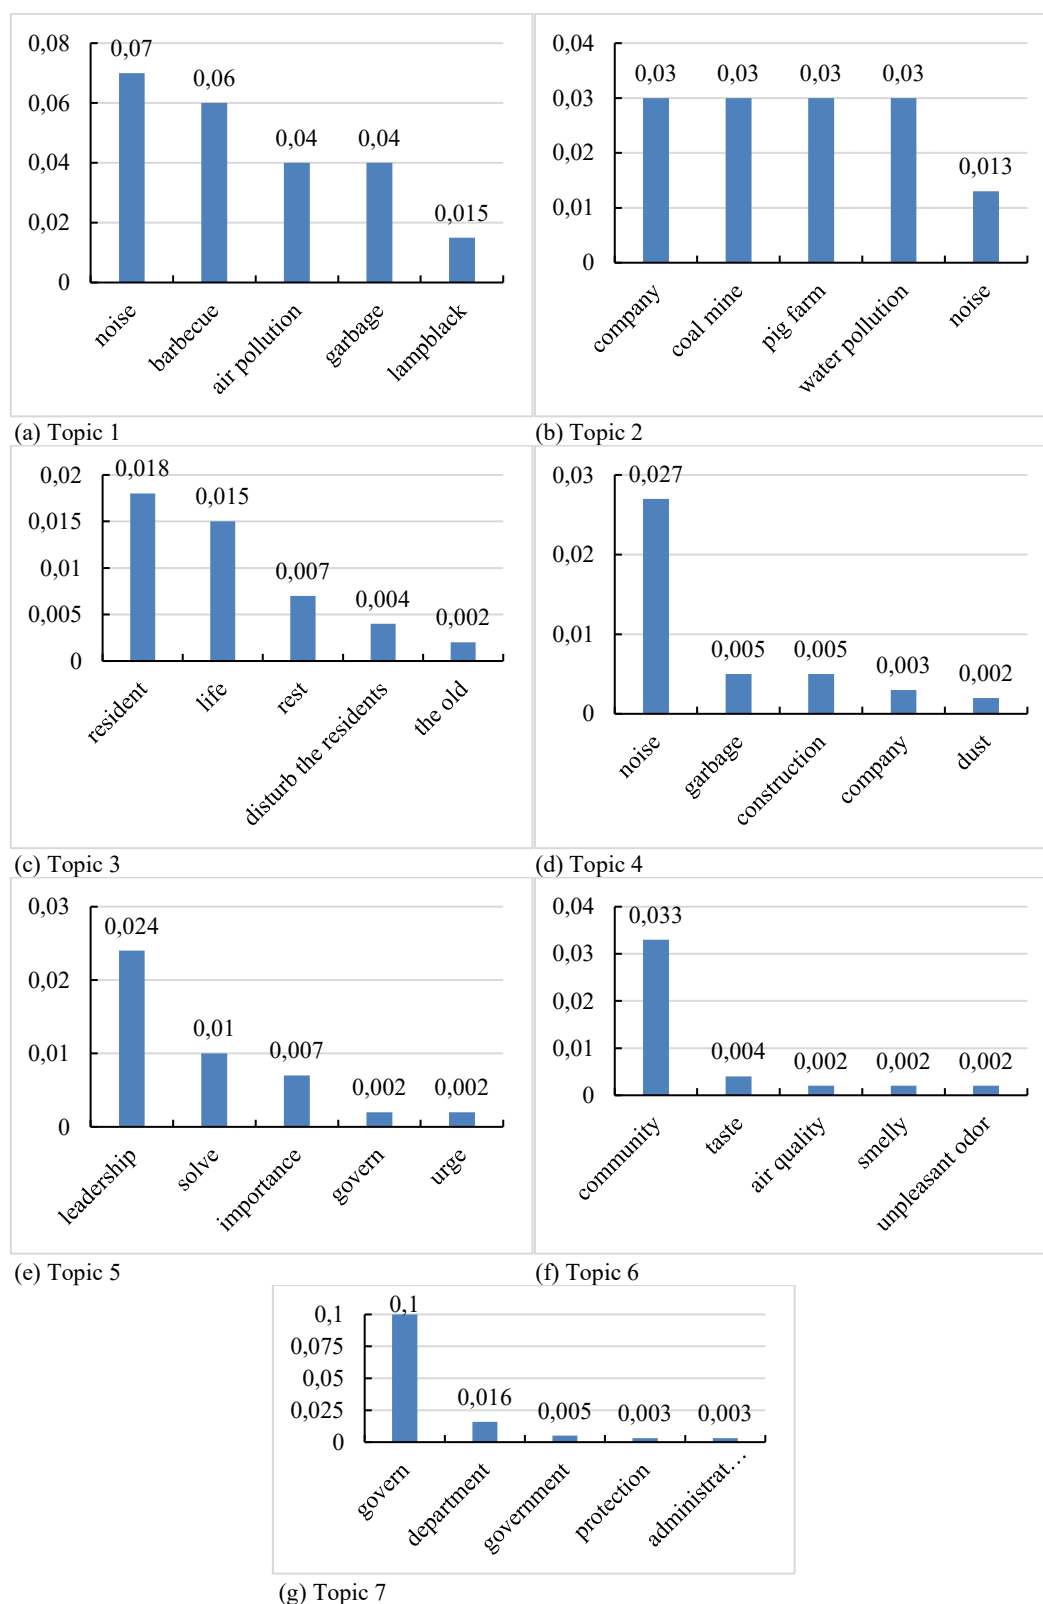 0,08
0,06
0,04
0,02
0
0,07
0,06
0,04
0,04
0,015
noise
barbecue
air pollution
garbage
lampblack
(a) Topic 1
0,04
0,03
0,02
0,01
0
0,03
0,03
0,03
0,03
0,013
company
coal mine
pig farm
water pollution
noise
(b) Topic 2
0,02
0,015
0,01
0,005
0
0,018
0,015
0,007
0,004
0,002
resident
life
rest
disturb the residents
the old
(c) Topic 3
0,03
0,02
0,01
0
0,027
0,005
0,005
0,003
0,002
noise
garbage
construction
company
dust
(d) Topic 4
0,03
0,02
0,01
0
0,024
0,01
0,007
0,002
0,002
leadership
solve
importance
govern
urge
(e) Topic 5
0,04
0,03
0,02
0,01
0
0,033
0,004
0,002
0,002
0,002
community
taste
air quality
smelly
unpleasant odor
(f) Topic 6
0,1
0,075
0,05
0,025
0
0,1
0,016
0,005
0,003
0,003
govern
department
government
protection
administrat…
(g) Topic 7